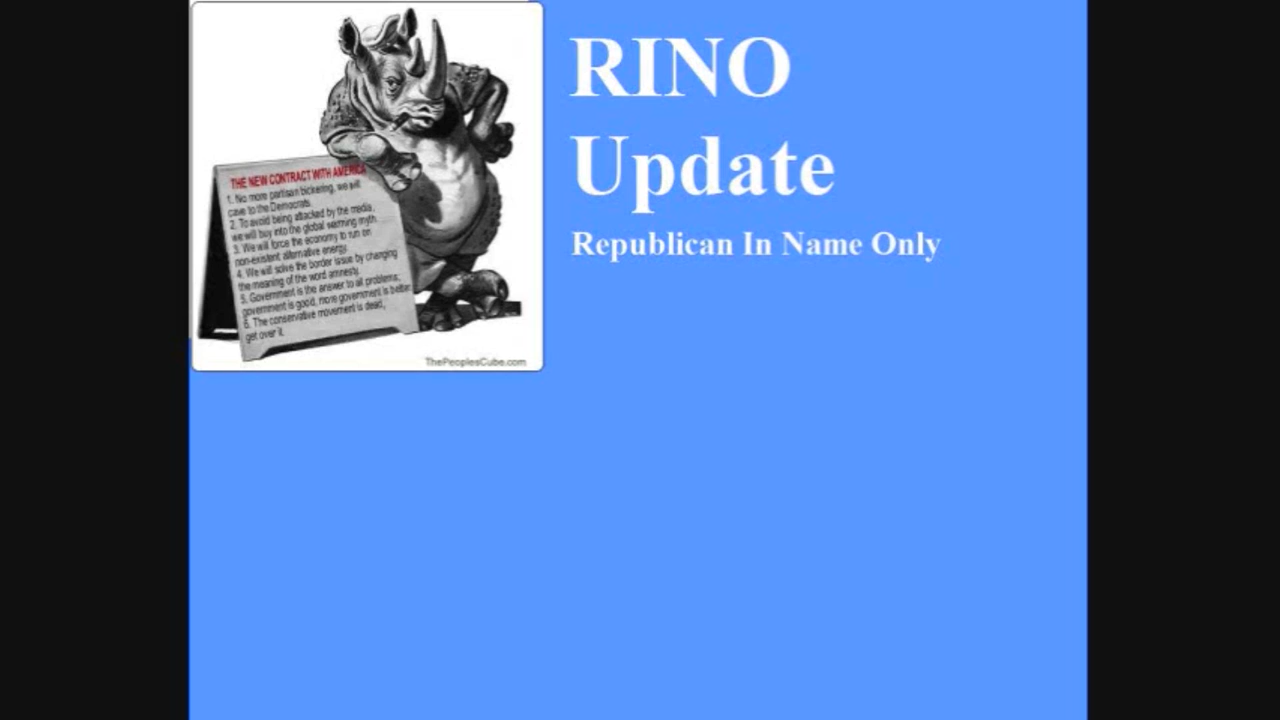 THE NEW CONTRACT WITH AMERICA
1. No more partisan bickering, we will
cave to the Democrats.
2. To avoid being attacked by the media,
we will buy into the global warming myth.
3. We will force the economy to run on
non-existent alternative energy.
4. We will solve the border issue by changing
the meaning of the word amnesty.
5. Government is the answer to all problems;
government is good, more government is better.
6. The conservative movement is dead,
get over it.
ThePeoplesCube.com
RINO
Update
Republican In Name Only